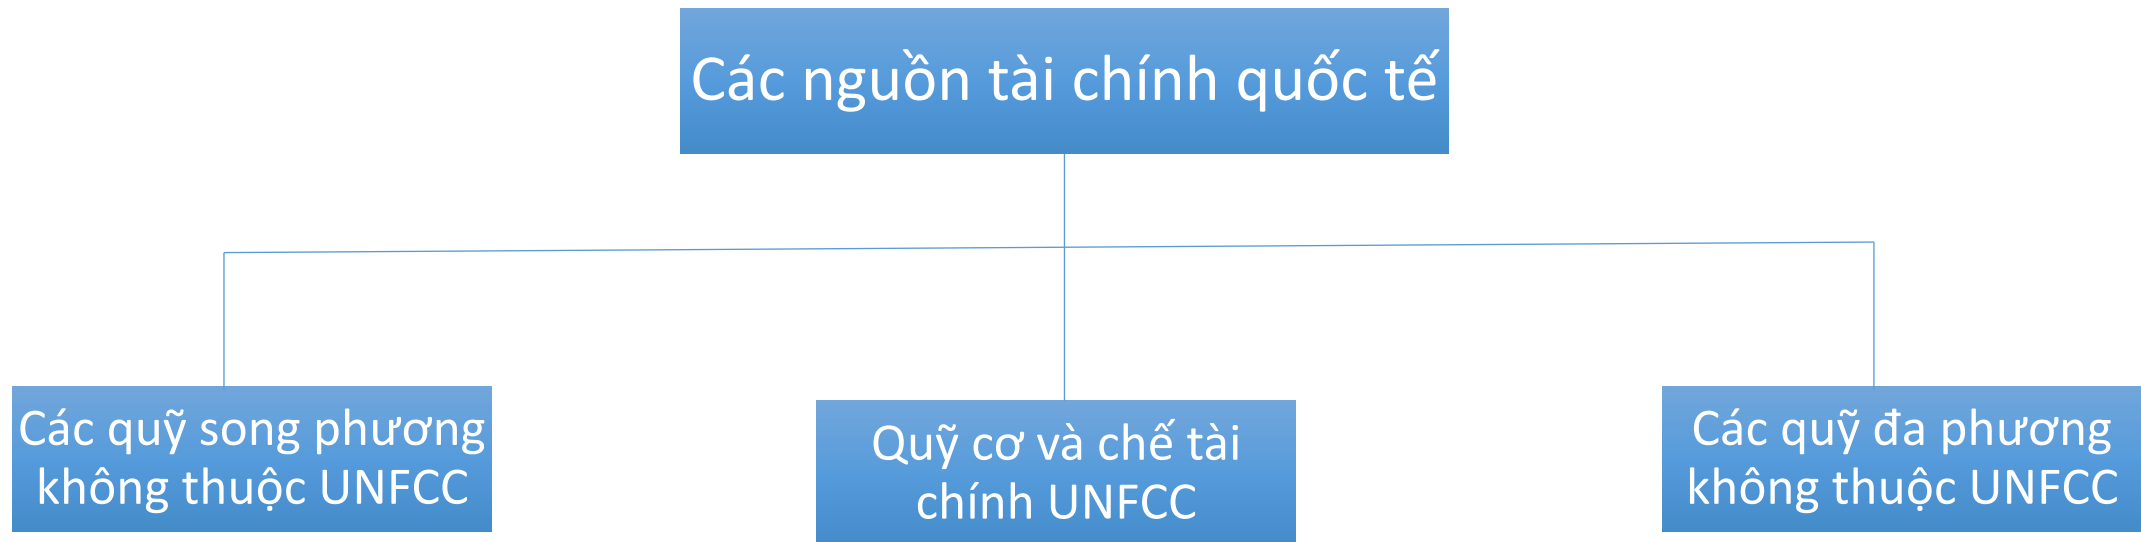 Các nguồn tài chính quốc tế
Các quỹ song phương
không thuộc UNFCC
Quỹ cơ và chế tài
chính UNFCC
Các quỹ đa phương
không thuộc UNFCC